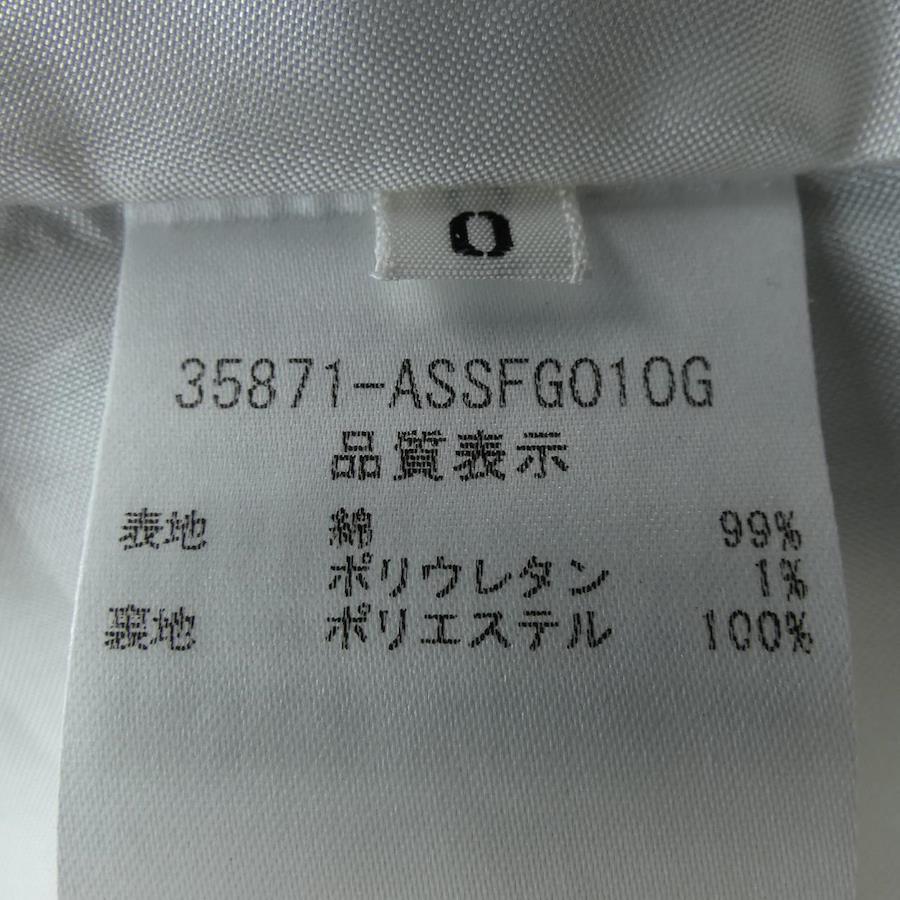 0
35871-ASSFG010G
品質表示
表地 綿 99%
ポリウレタン 1%
裏地 ポリエステル 100%